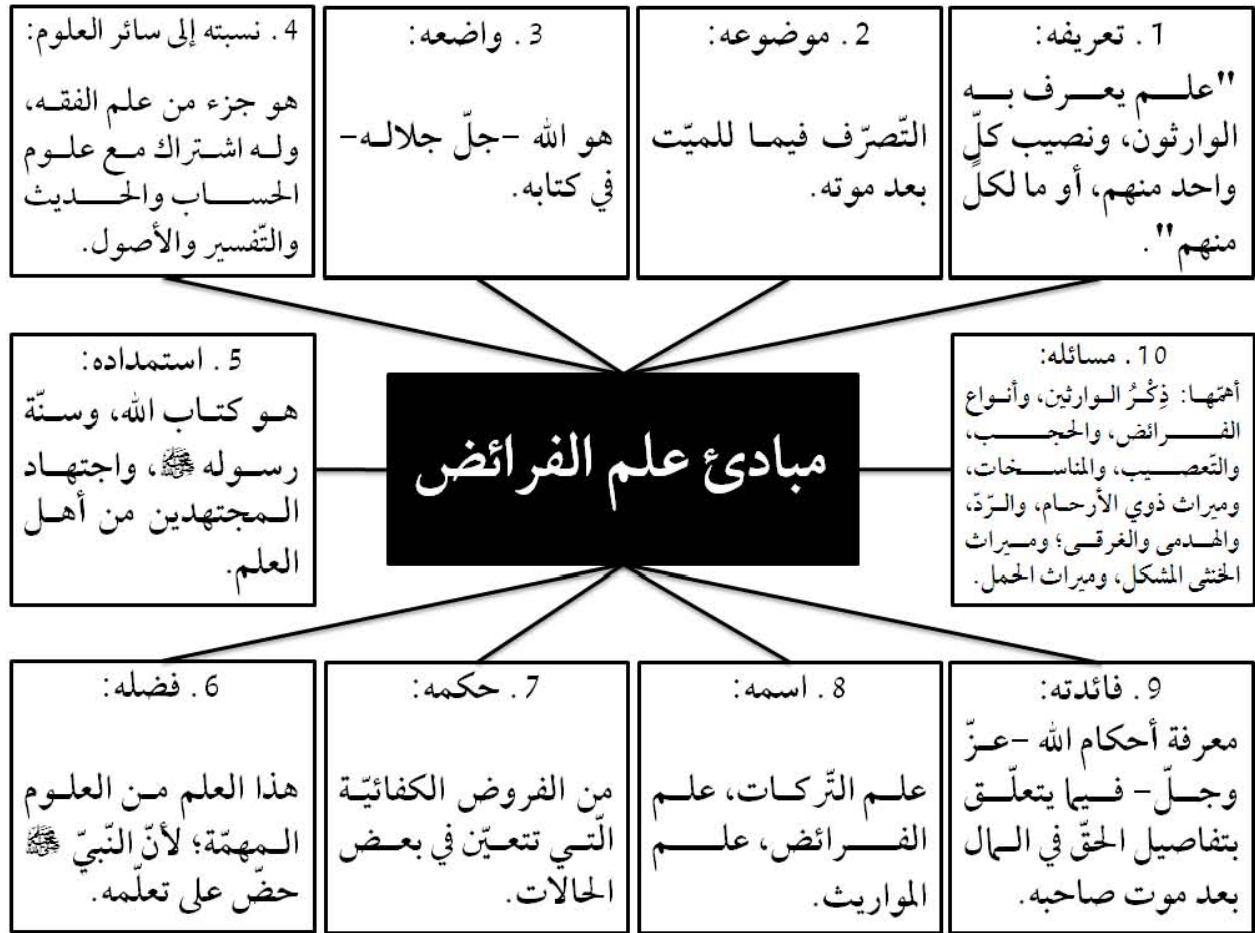 1. تعريفه:
"علم يعرف به
الوارثون، ونصيب كلّ
واحد منهم، أو ما لكلٍّ
منهم".
2. موضوعه:
التّصرّف فيما للميّت
بعد موته.
3. واضعه:
هو الله -جلّ جلاله-
في كتابه.
4. نسبته إلى سائر العلوم:
هو جزء من علم الفقه،
وله اشتراك مع علوم
الحساب والحديث
والتّفسير والأصول.
مبادئ علم الفرائض
5. استمداده:
هو كتاب الله، وسنّة
رسوله ﷺ، واجتهاد
المجتهدين من أهل
العلم.
6. فضله:
هذا العلم من العلوم
المهمّة؛ لأنّ النّبيّ ﷺ
حضّ على تعلّمه.
7. حكمه:
من الفروض الكفائيّة
الّتي تتعيّن في بعض
الحالات.
8. اسمه:
علم التّركات، علم
الفرائض، علم
المواريث.
9. فائدته:
معرفة أحكام الله -عزّ
وجلّ- فيما يتعلّق
بتفاصيل الحقّ في المال
بعد موت صاحبه.
10. مسائله:
أهمّها: ذِكْرُ الوارثين، وأنواع
الفرائض، والحجب،
والتّعصيب، والمناسخات،
وميراث ذوي الأرحام، والرّدّ،
والهدمى والغرقى؛ وميراث
الخنثى المشكل، وميراث الحمل.